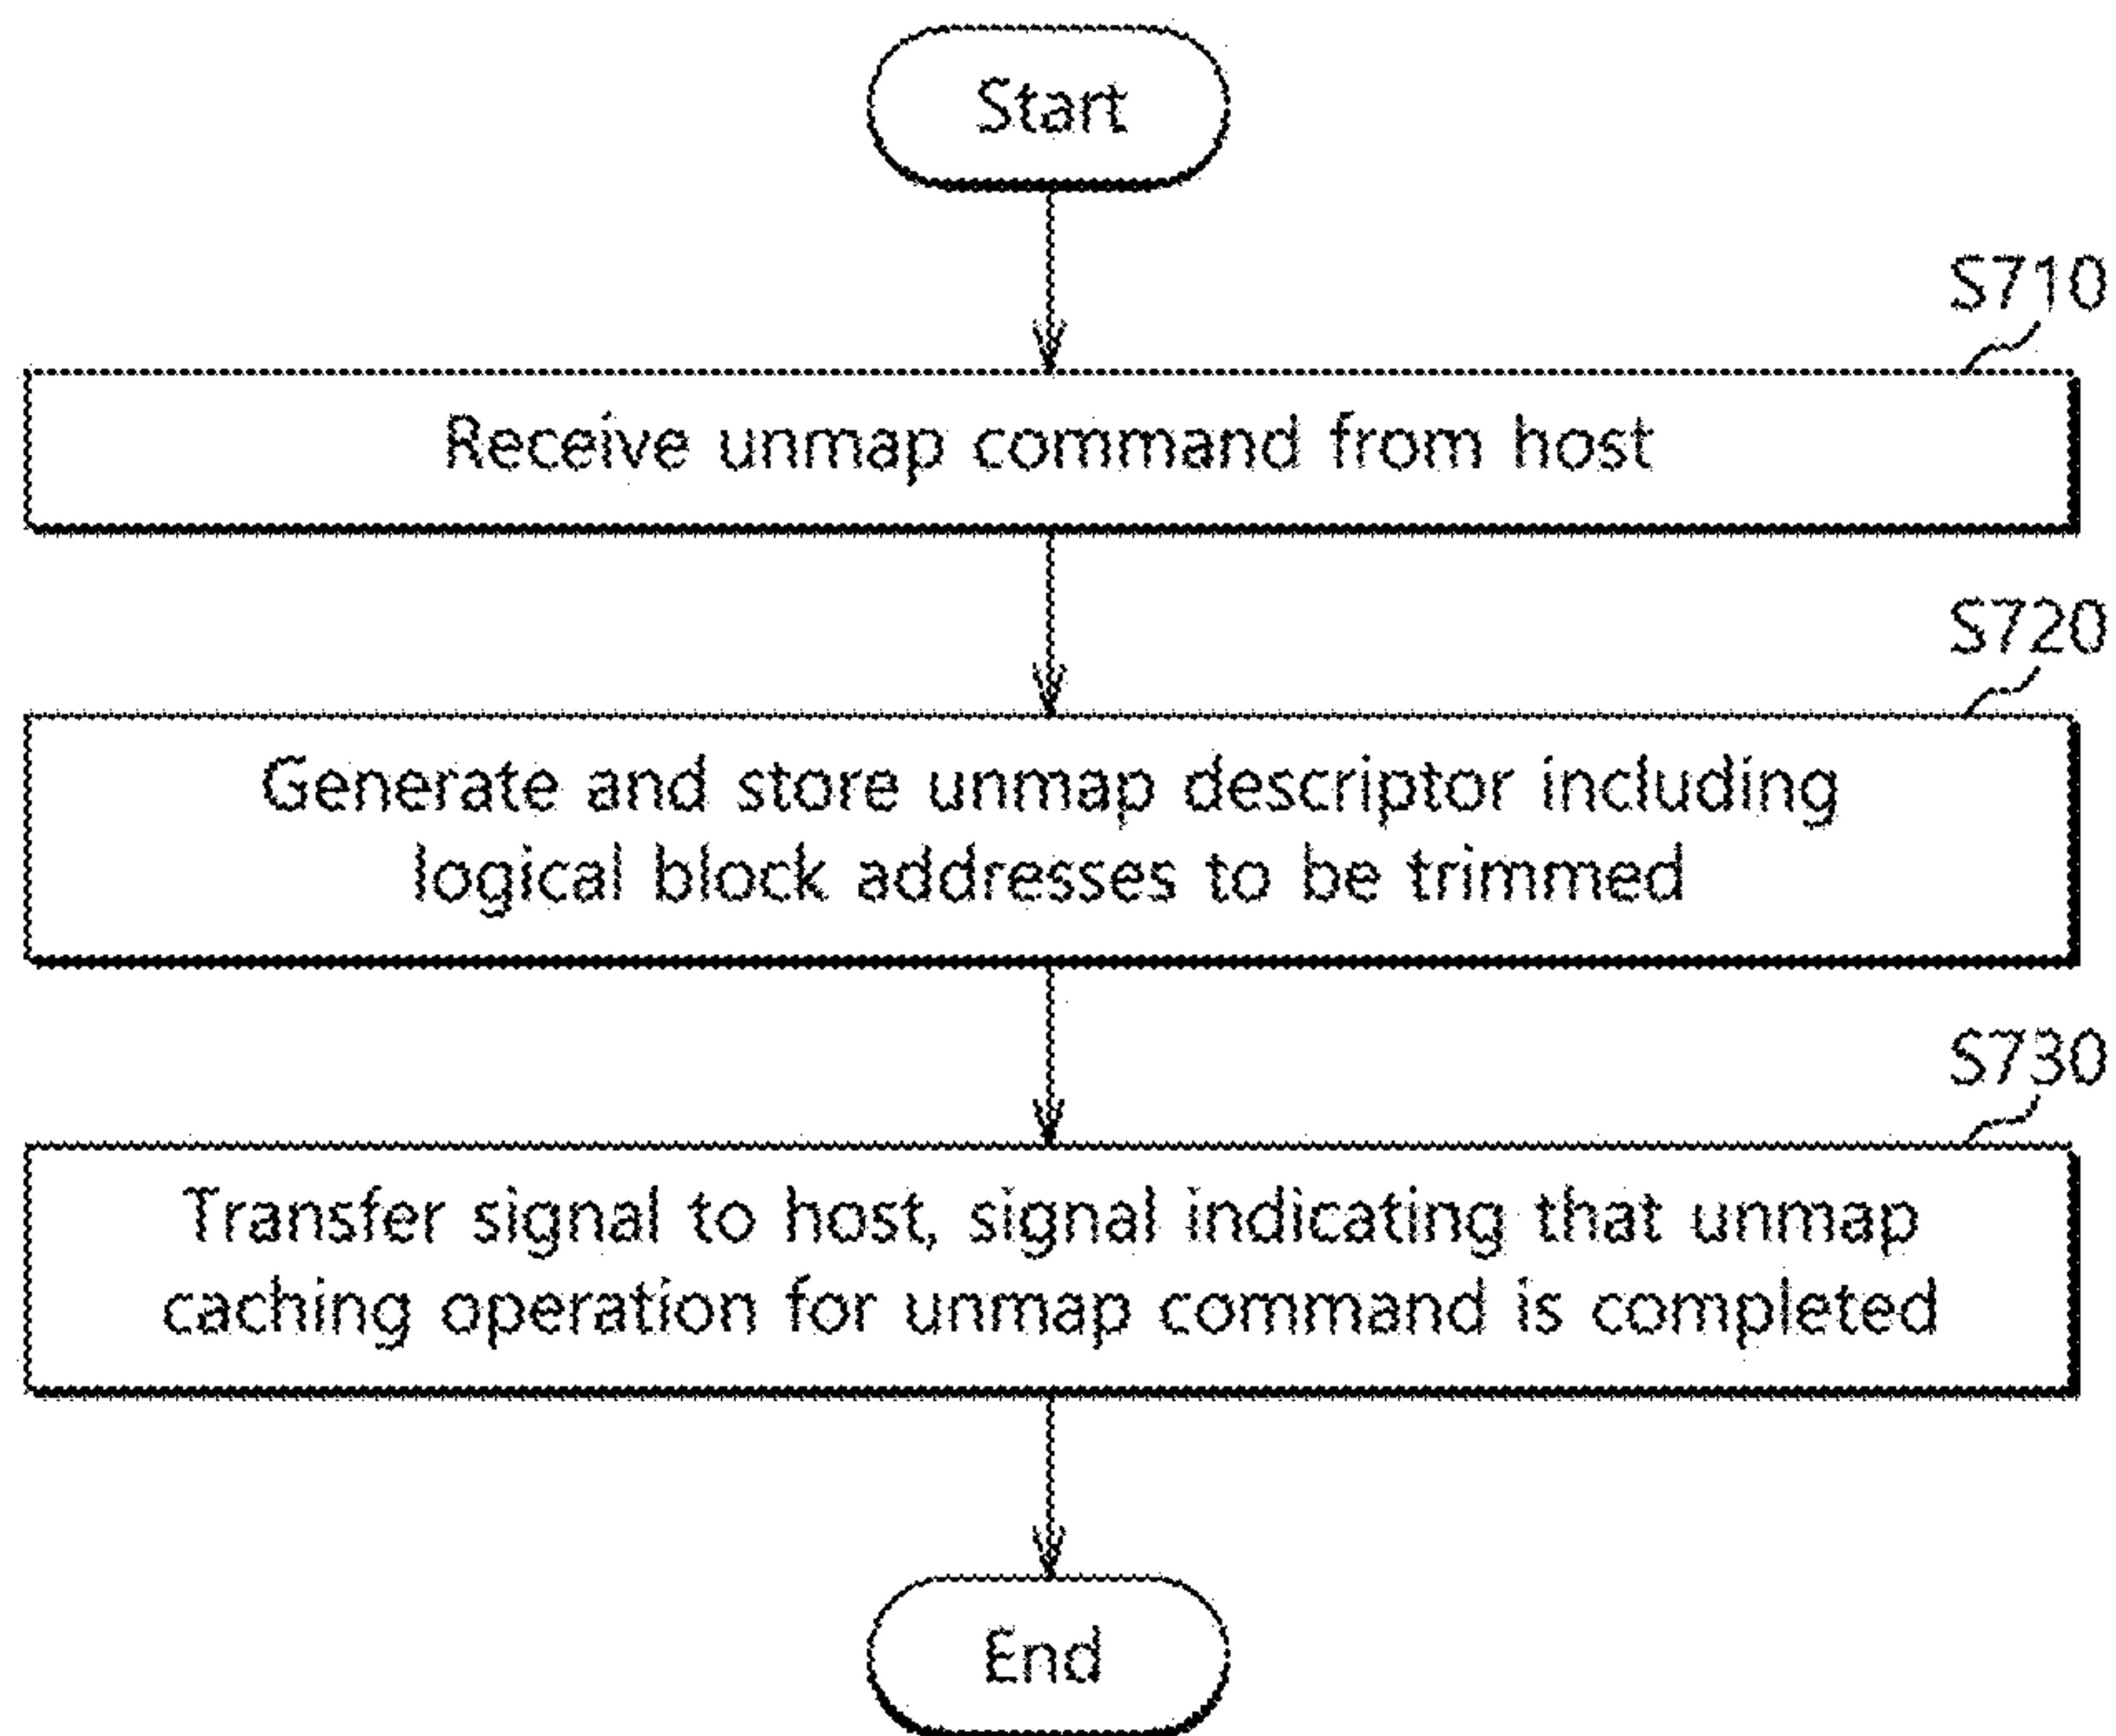 Start
S710
Receive unmap command from host
S720
Generate and store unmap descriptor including
logical block addresses to be trimmed
S730
Transfer signal to host, signal indicating that unmap
caching operation for unmap command is completed
End